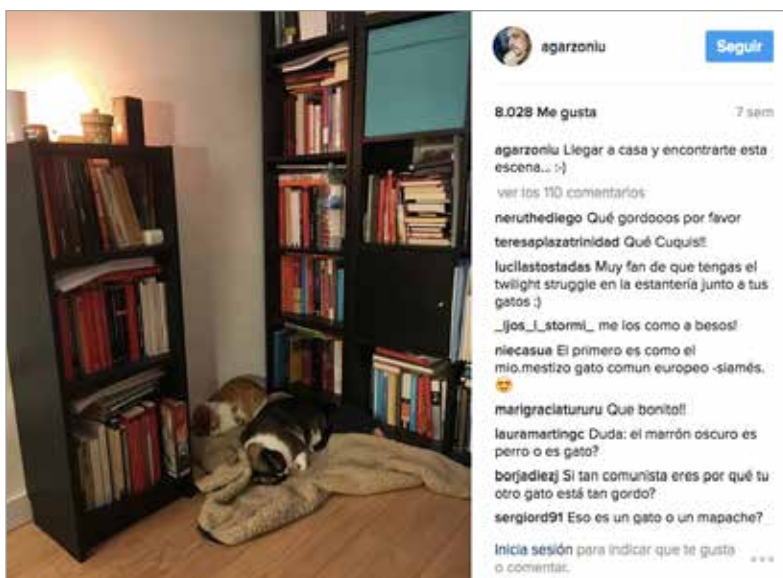 agarzoniu
Seguir
8.028 Me gusta
7 sem
agarzoniu Llegar a casa y encontrarte esta
escena... :-)
ver los 110 comentarios
neruthediego Qué gordooos por favor
teresaplazatrinidad Qué Cuquis!!
lucilastostadas Muy fan de que tengas el
twilight struggle en la estantería junto a tus
gatos :)
_ijos_i_stormi_ me los como a besos!
niecasua El primero es como el
mio.mestizo gato comun europeo -siamés.
😍
marigraciatururu Que bonito!!
lauramartingc Duda: el marrón oscuro es
perro o es gato?
borjadiezj Si tan comunista eres por qué tu
otro gato está tan gordo?
sergiord91 Eso es un gato o un mapache?
Inicia sesión para indicar que te gusta
o comentar.